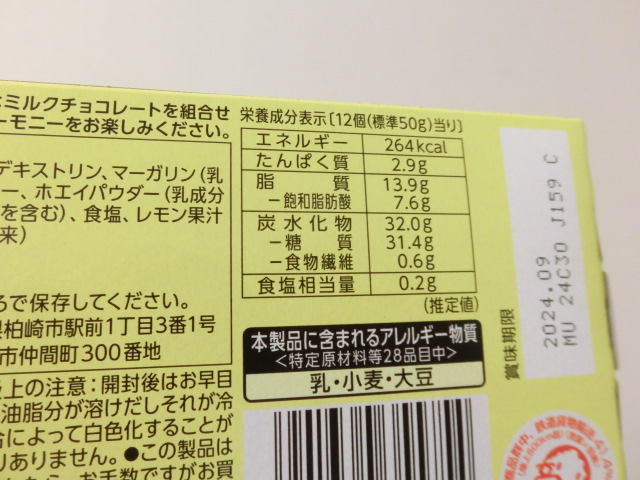 ミルクチョコレートを組合せ
ーモニーをお楽しみください。
デキストリン、マーガリン（乳
ー、ホエイパウダー（乳成分
を含む）、食塩、レモン果汁
来）
ろで保存してください。
柏崎市駅前1丁目3番1号
市仲間町300番地
上の注意：開封後はお早目
油脂分が溶けだしそれが冷
によって白色化することが
りありません。●この製品は
お手数ですがお買
栄養成分表示〔12個（標準50g）当り〕
エネルギー 264kcal
たんぱく質 2.9g
脂質 13.9g
－飽和脂肪酸 7.6g
炭水化物 32.0g
－糖質 31.4g
－食物繊維 0.6g
食塩相当量 0.2g
（推定値）
本製品に含まれるアレルギー物質
＜特定原材料等28品目中＞
乳・小麦・大豆
賞味期限
2024.09
MU 24C30 J159 C